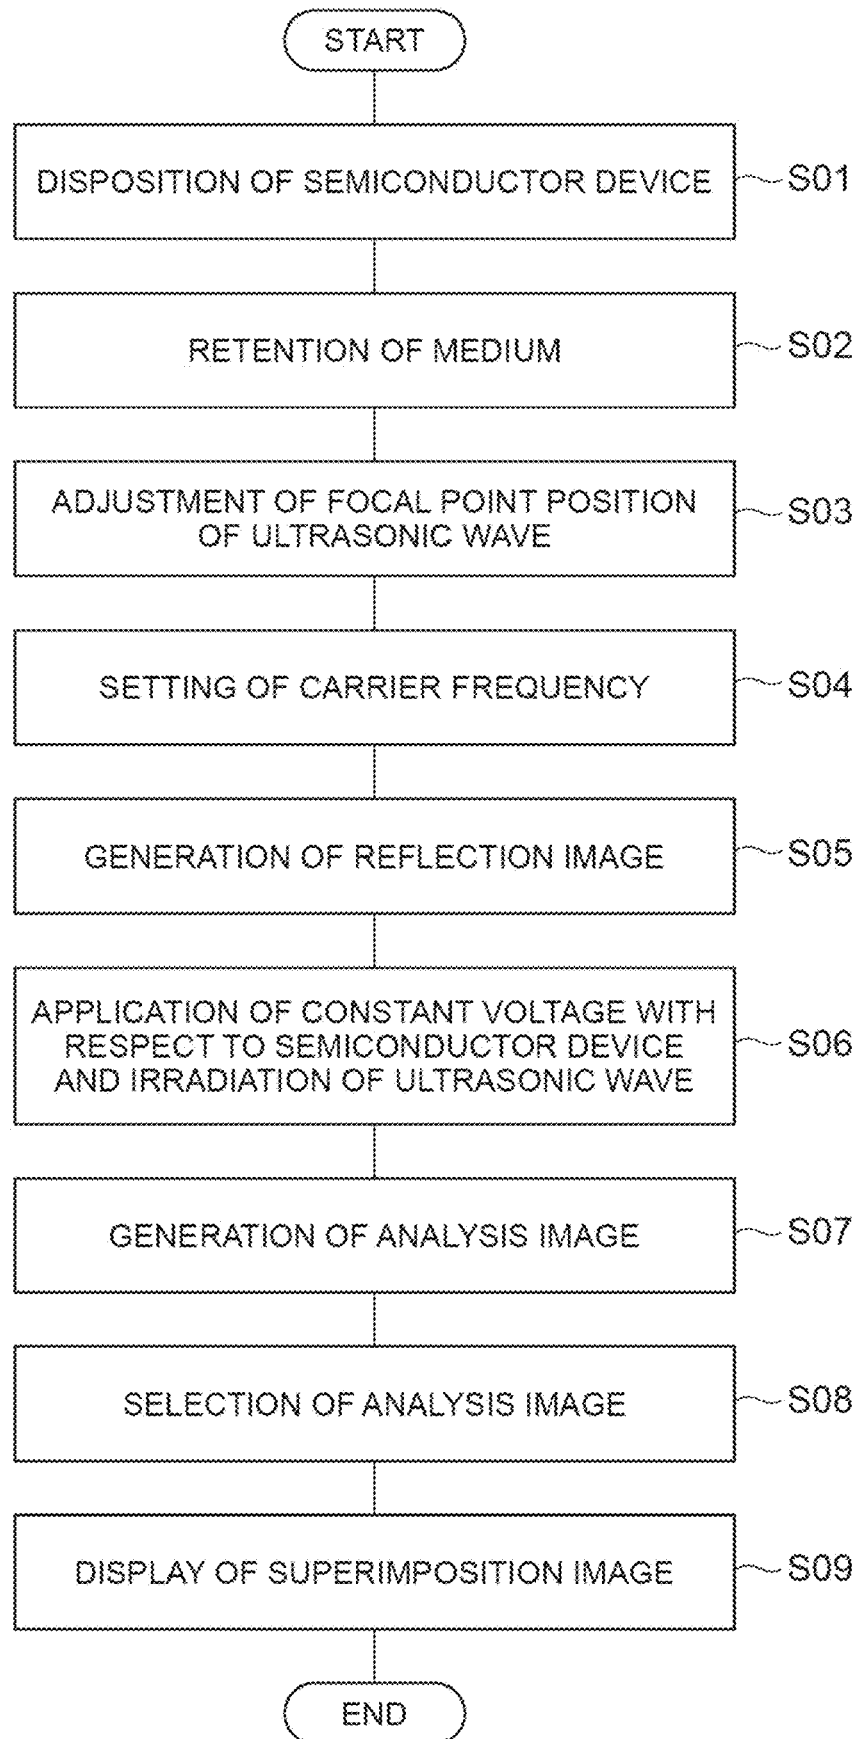 START
DISPOSITION OF SEMICONDUCTOR DEVICE
S01
RETENTION OF MEDIUM
S02
ADJUSTMENT OF FOCAL POINT POSITION
OF ULTRASONIC WAVE
S03
SETTING OF CARRIER FREQUENCY
S04
GENERATION OF REFLECTION IMAGE
S05
APPLICATION OF CONSTANT VOLTAGE WITH
RESPECT TO SEMICONDUCTOR DEVICE
AND IRRADIATION OF ULTRASONIC WAVE
S06
GENERATION OF ANALYSIS IMAGE
S07
SELECTION OF ANALYSIS IMAGE
S08
DISPLAY OF SUPERIMPOSITION IMAGE
S09
END